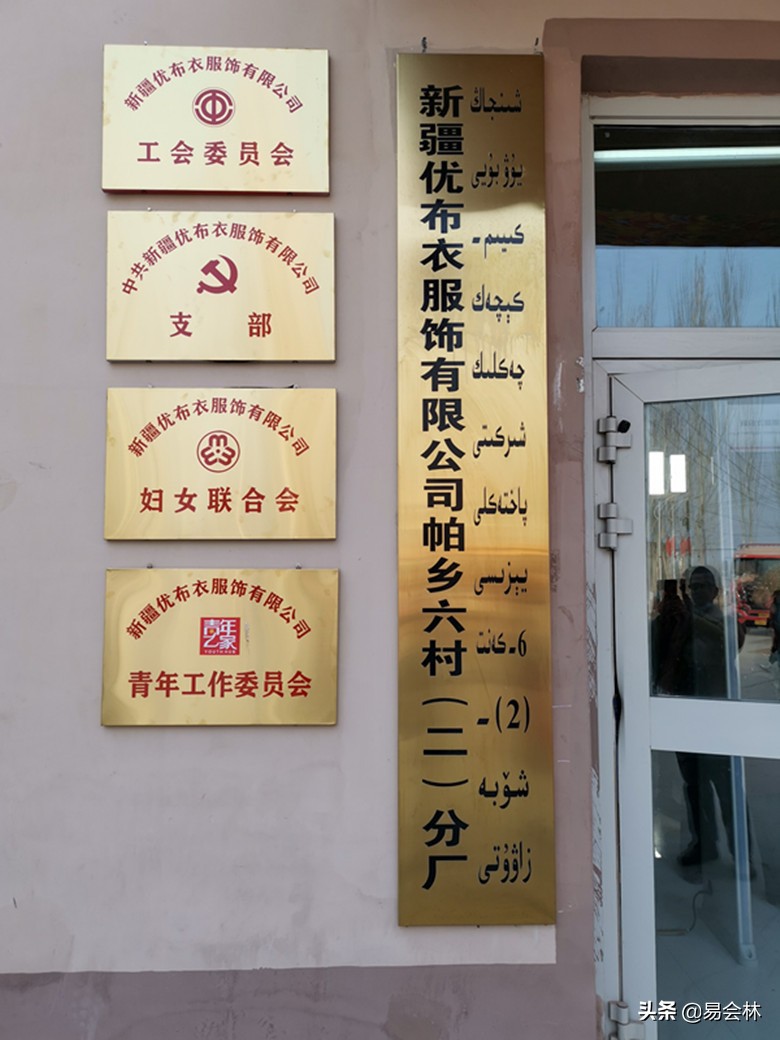 新疆优布衣服饰有限公司
工会委员会
中共新疆优布衣服饰有限公司
支部
新疆优布衣服饰有限公司
妇女联合会
新疆优布衣服饰有限公司
青年之家
YOUTH HOME
青年工作委员会
新疆优布衣服饰有限公司帕乡六村（二）分厂
شىنجاڭ
يۇۋبۇيى
كىيىم-
كېچەك
چەكلىك
شىركىتى
پاختەكلى
يېزىسى
6-كەنت
(2)-
شۆبە
زاۋۇتى
头条 @易会林